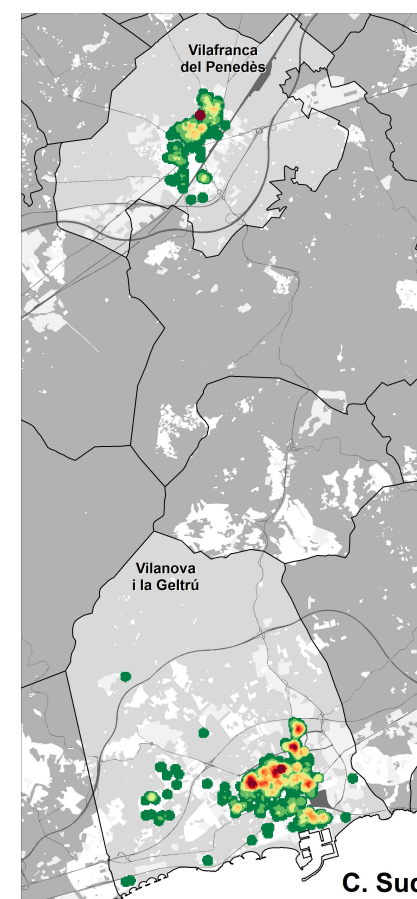 Vilafranca
del Penedès
Vilanova
i la Geltrú
C. Suc